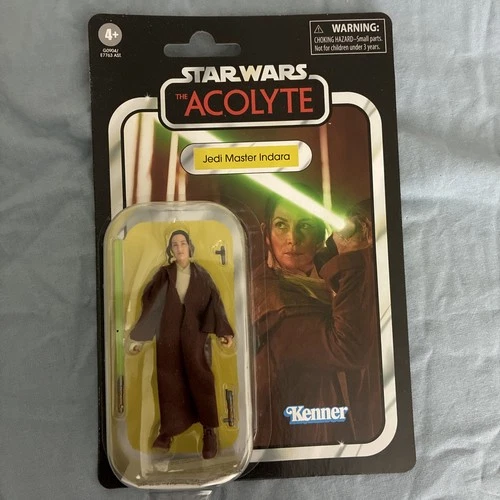 4+
G0904/
E7763 ASST.
WARNING:
CHOKING HAZARD–Small parts.
Not for children under 3 years.
STAR WARS
THE ACOLYTE
Jedi Master Indara
Kenner